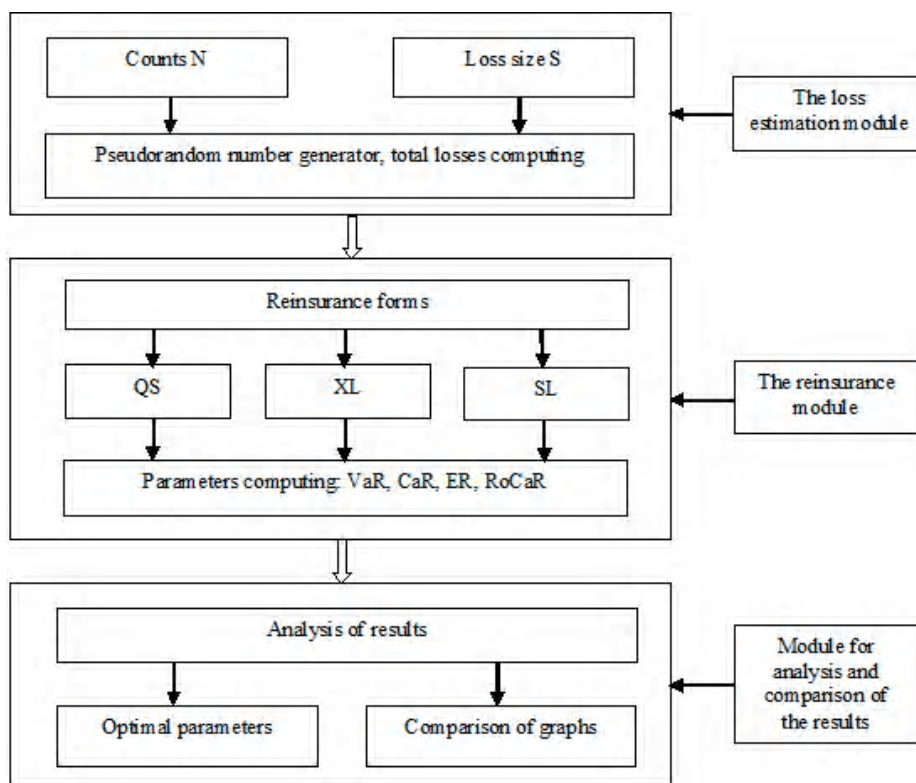 Counts N
Loss size S
The loss
estimation module
Pseudorandom number generator, total losses computing
Reinsurance forms
QS
XL
SL
The reinsurance
module
Parameters computing: VaR, CaR, ER, RoCaR
Analysis of results
Module for
analysis and
comparison of
the results
Optimal parameters
Comparison of graphs